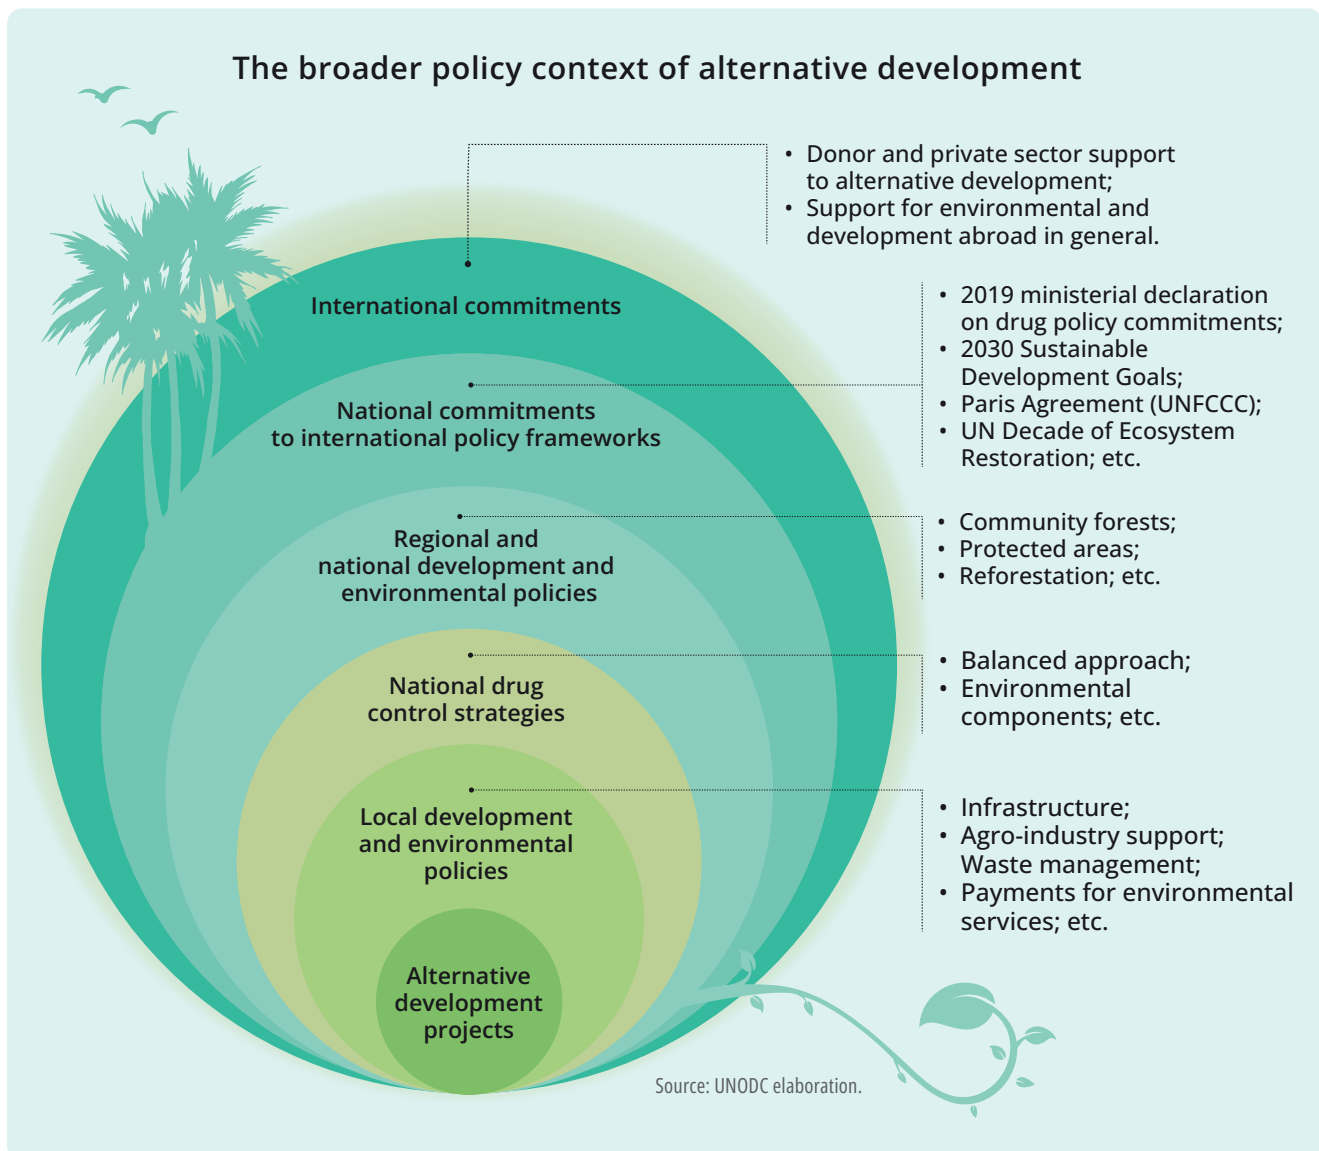 The broader policy context of alternative development
• Donor and private sector support
to alternative development;
• Support for environmental and
development abroad in general.
International commitments
• 2019 ministerial declaration
on drug policy commitments;
• 2030 Sustainable
Development Goals;
• Paris Agreement (UNFCCC);
• UN Decade of Ecosystem
Restoration; etc.
National commitments
to international policy frameworks
• Community forests;
• Protected areas;
• Reforestation; etc.
Regional and
national development and
environmental policies
• Balanced approach;
• Environmental
components; etc.
National drug
control strategies
• Infrastructure;
• Agro-industry support;
Waste management;
• Payments for environmental
services; etc.
Local development
and environmental
policies
Alternative
development
projects
Source: UNODC elaboration.